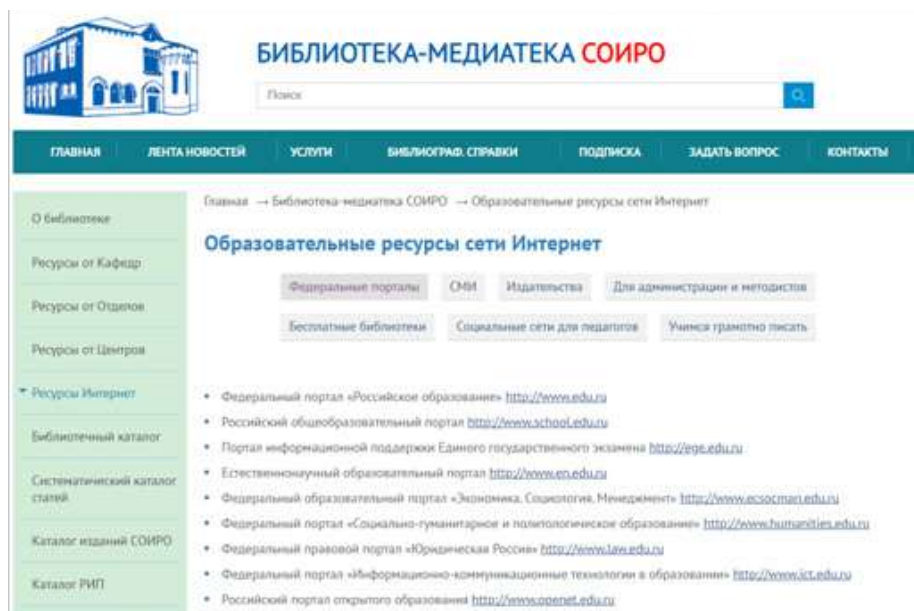 БИБЛИОТЕКА-МЕДИАТЕКА СОИРО
Поиск
ГЛАВНАЯ ЛЕНТА НОВОСТЕЙ УСЛУГИ БИБЛИОГРАФ. СПРАВКИ ПОДПИСКА ЗАДАТЬ ВОПРОС КОНТАКТЫ
Главная → Библиотека-медиатека СОИРО → Образовательные ресурсы сети Интернет
О библиотеке
Ресурсы от Кафедр
Ресурсы от Отделов
Ресурсы от Центров
Ресурсы Интернет
Библиотечный каталог
Систематический каталог
статей
Каталог изданий СОИРО
Каталог РИП
Образовательные ресурсы сети Интернет
Федеральные порталы СМИ Издательства Для администрации и методистов
Бесплатные библиотеки Социальные сети для педагогов Учимся грамотно писать
• Федеральный портал «Российское образование» http://www.edu.ru
• Российский общеобразовательный портал http://www.school.edu.ru
• Портал информационной поддержки Единого государственного экзамена http://ege.edu.ru
• Естественнонаучный образовательный портал http://www.en.edu.ru
• Федеральный образовательный портал «Экономика, Социология, Менеджмент» http://www.ecsocman.edu.ru
• Федеральный портал «Социально-гуманитарное и политологическое образование» http://www.humanities.edu.ru
• Федеральный правовой портал «Юридическая Россия» http://www.law.edu.ru
• Федеральный портал «Информационно-коммуникационные технологии в образовании» http://www.ict.edu.ru
• Российский портал открытого образования http://www.openet.edu.ru